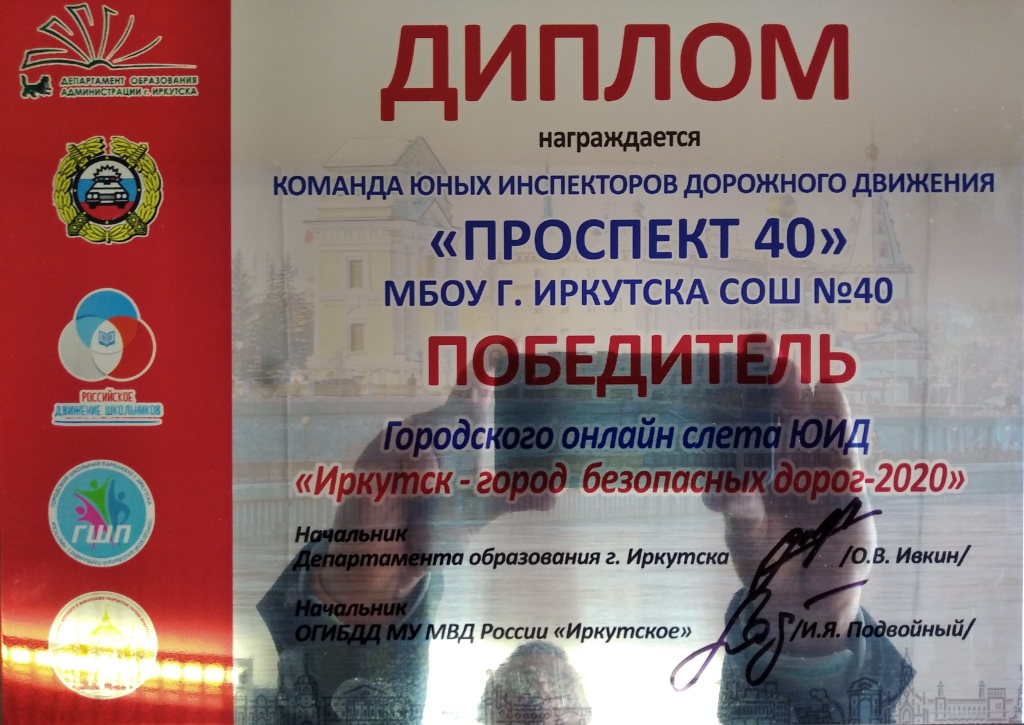 ДЕПАРТАМЕНТ ОБРАЗОВАНИЯ
АДМИНИСТРАЦИИ г. ИРКУТСКА
РОССИЙСКОЕ
ДВИЖЕНИЕ ШКОЛЬНИКОВ
ГШП
ДИПЛОМ
награждается
КОМАНДА ЮНЫХ ИНСПЕКТОРОВ ДОРОЖНОГО ДВИЖЕНИЯ
«ПРОСПЕКТ 40»
МБОУ Г. ИРКУТСКА СОШ №40
ПОБЕДИТЕЛЬ
Городского онлайн слета ЮИД
«Иркутск - город безопасных дорог-2020»
Начальник
Департамента образования г. Иркутска /О.В. Ивкин/
Начальник
ОГИБДД МУ МВД России «Иркутское» /И.Я. Подвойный/